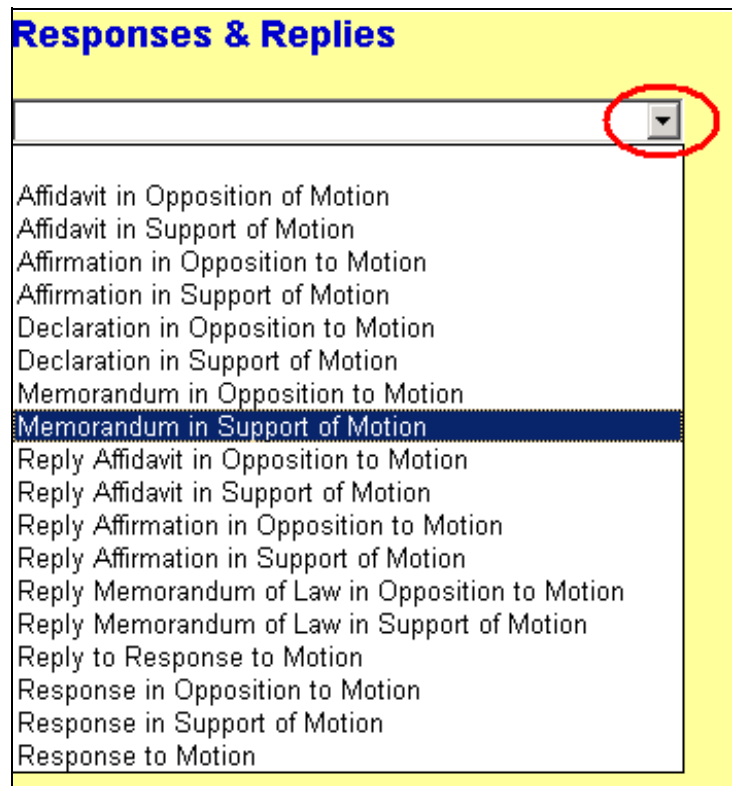 Responses & Replies
Affidavit in Opposition of Motion
Affidavit in Support of Motion
Affirmation in Opposition to Motion
Affirmation in Support of Motion
Declaration in Opposition to Motion
Declaration in Support of Motion
Memorandum in Opposition to Motion
Memorandum in Support of Motion
Reply Affidavit in Opposition to Motion
Reply Affidavit in Support of Motion
Reply Affirmation in Opposition to Motion
Reply Affirmation in Support of Motion
Reply Memorandum of Law in Opposition to Motion
Reply Memorandum of Law in Support of Motion
Reply to Response to Motion
Response in Opposition to Motion
Response in Support of Motion
Response to Motion